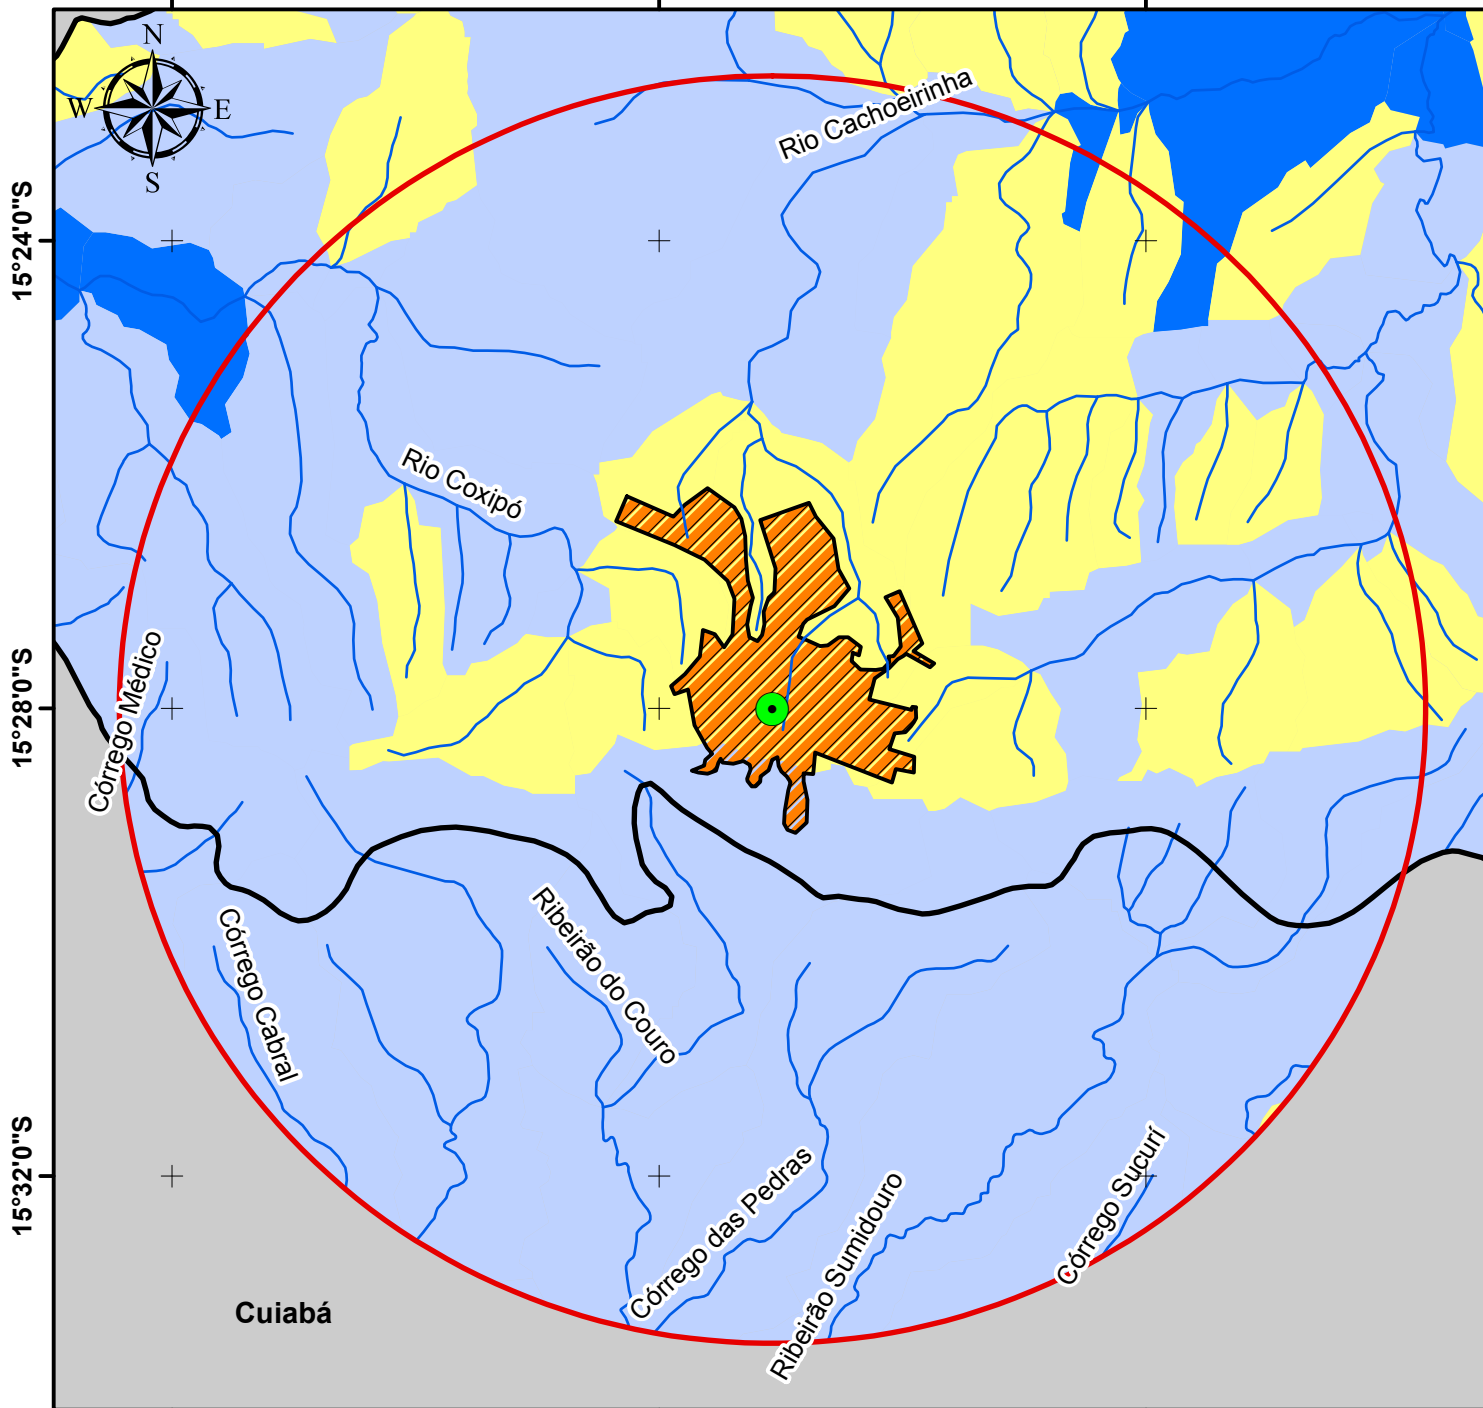 N
W
E
S
Rio Cachoeirinha
15°24'0"S
Rio Coxipó
15°28'0"S
Córrego Médico
Ribeirão do Couro
Córrego Cabral
15°32'0"S
Córrego das Pedras
Córrego Sucurí
Ribeirão Sumidouro
Cuiabá